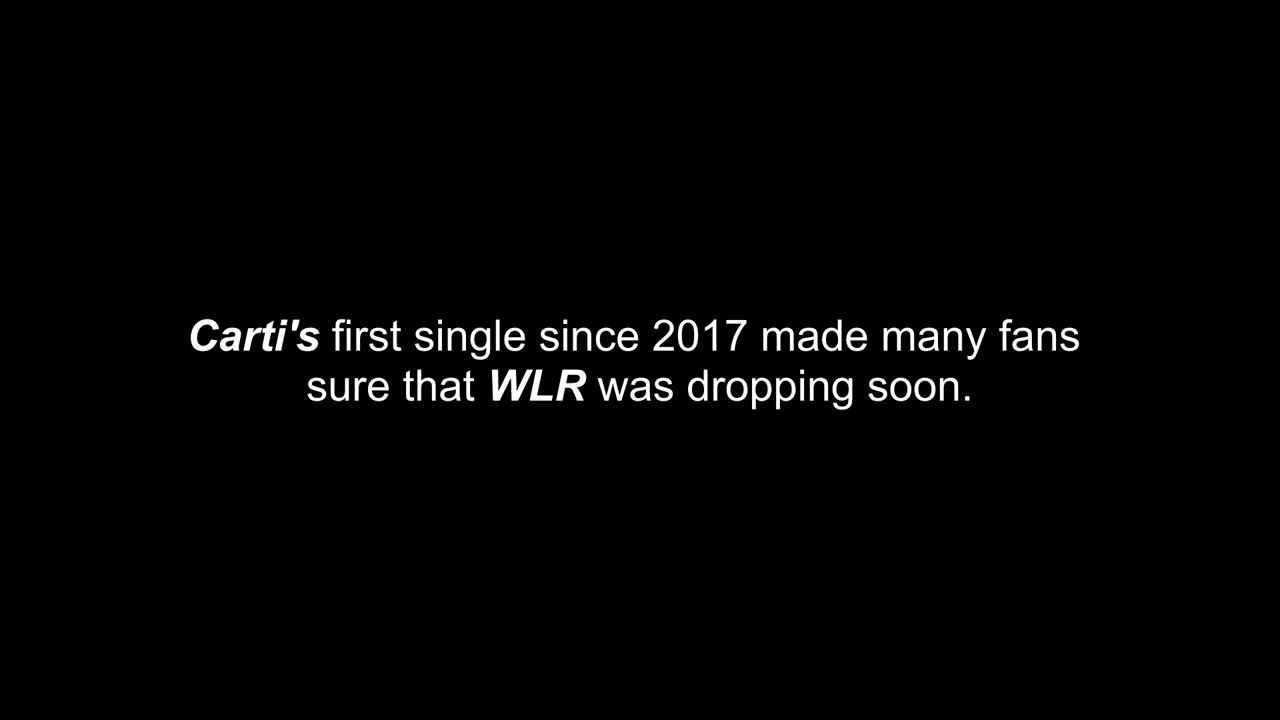 Carti's first single since 2017 made many fans
sure that WLR was dropping soon.